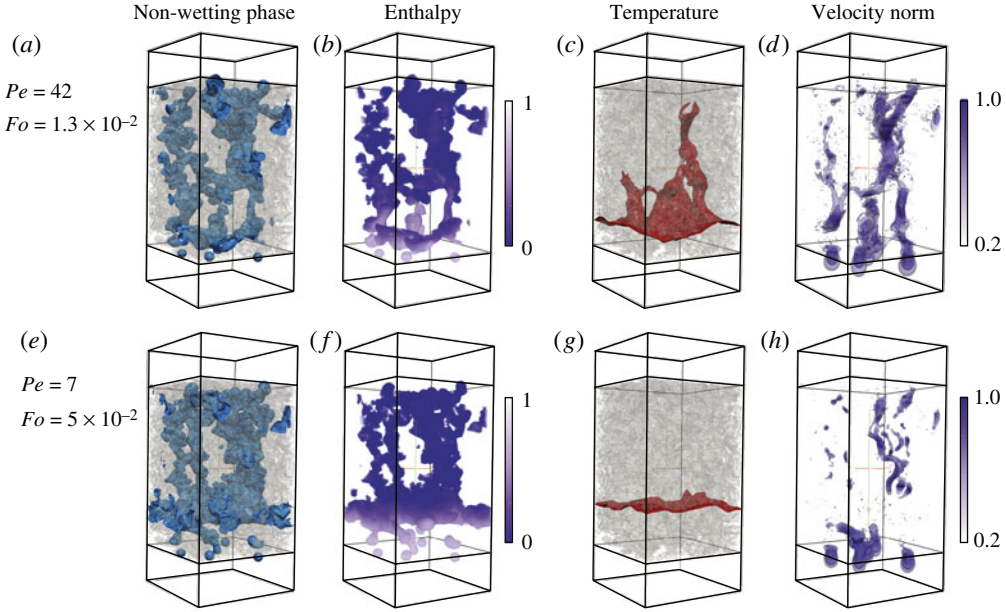 Non-wetting phase Enthalpy Temperature Velocity norm
(a) (b) (c) (d)
Pe = 42
Fo = 1.3 × 10⁻²
1
0
1.0
0.2
(e) (f) (g) (h)
Pe = 7
Fo = 5 × 10⁻²
1
0
1.0
0.2